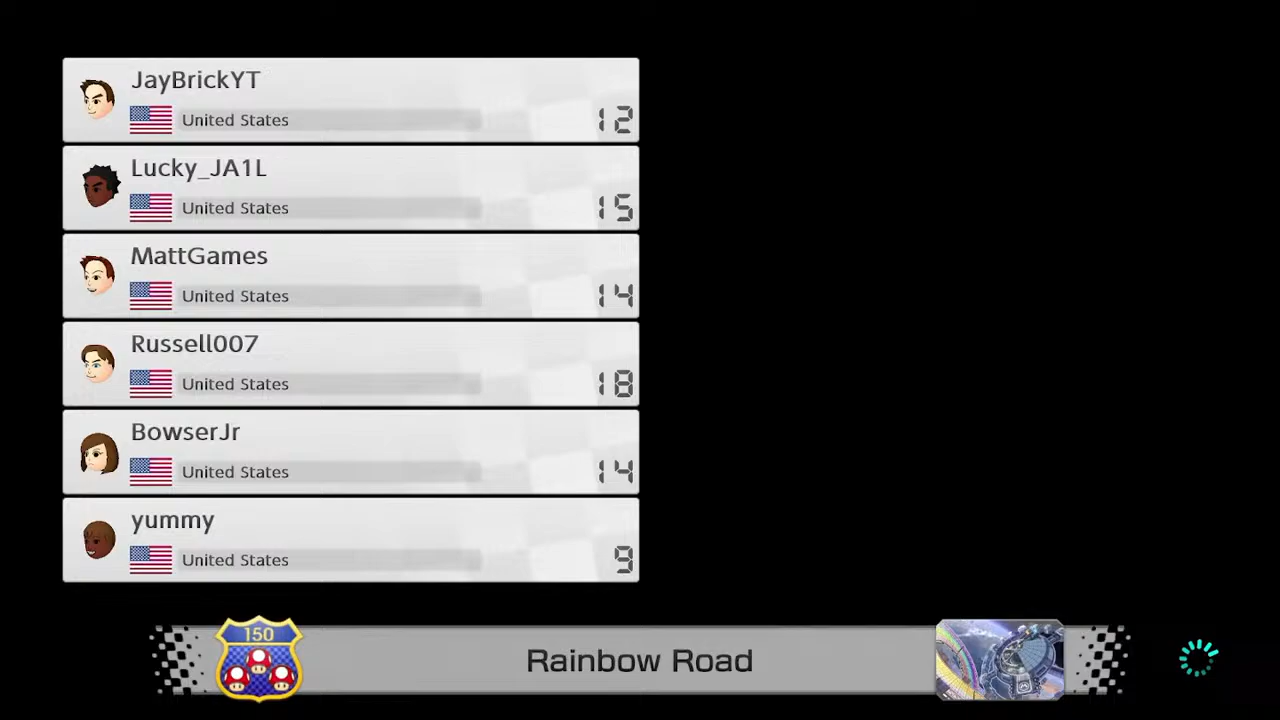 JayBrickYT
United States 12
Lucky_JA1L
United States 15
MattGames
United States 14
Russell007
United States 18
BowserJr
United States 14
yummy
United States 9
150
Rainbow Road